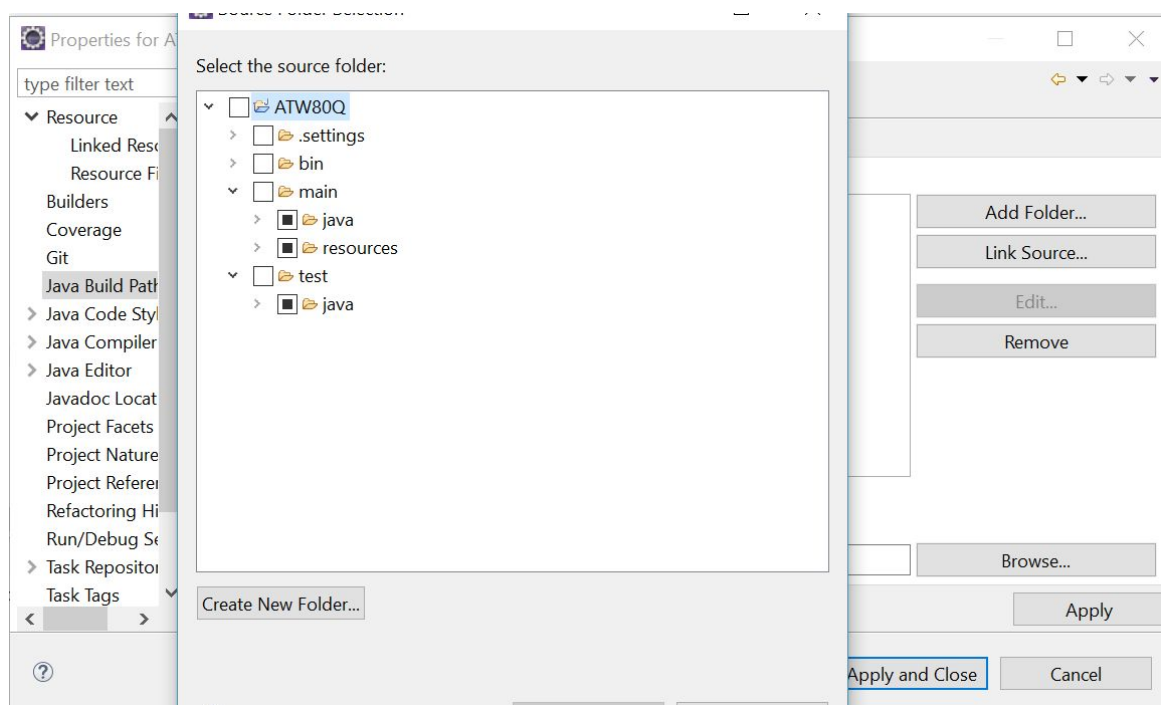 Source Folder Selection
Properties for A
Select the source folder:
type filter text
ATW80Q
.settings
bin
main
java
resources
test
java
Resource
Linked Reso
Resource Fi
Builders
Coverage
Git
Java Build Path
Java Code Styl
Java Compiler
Java Editor
Javadoc Locat
Project Facets
Project Nature
Project Referen
Refactoring Hi
Run/Debug Se
Task Repositor
Task Tags
Add Folder...
Link Source...
Edit...
Remove
Browse...
Create New Folder...
Apply
Apply and Close
Cancel